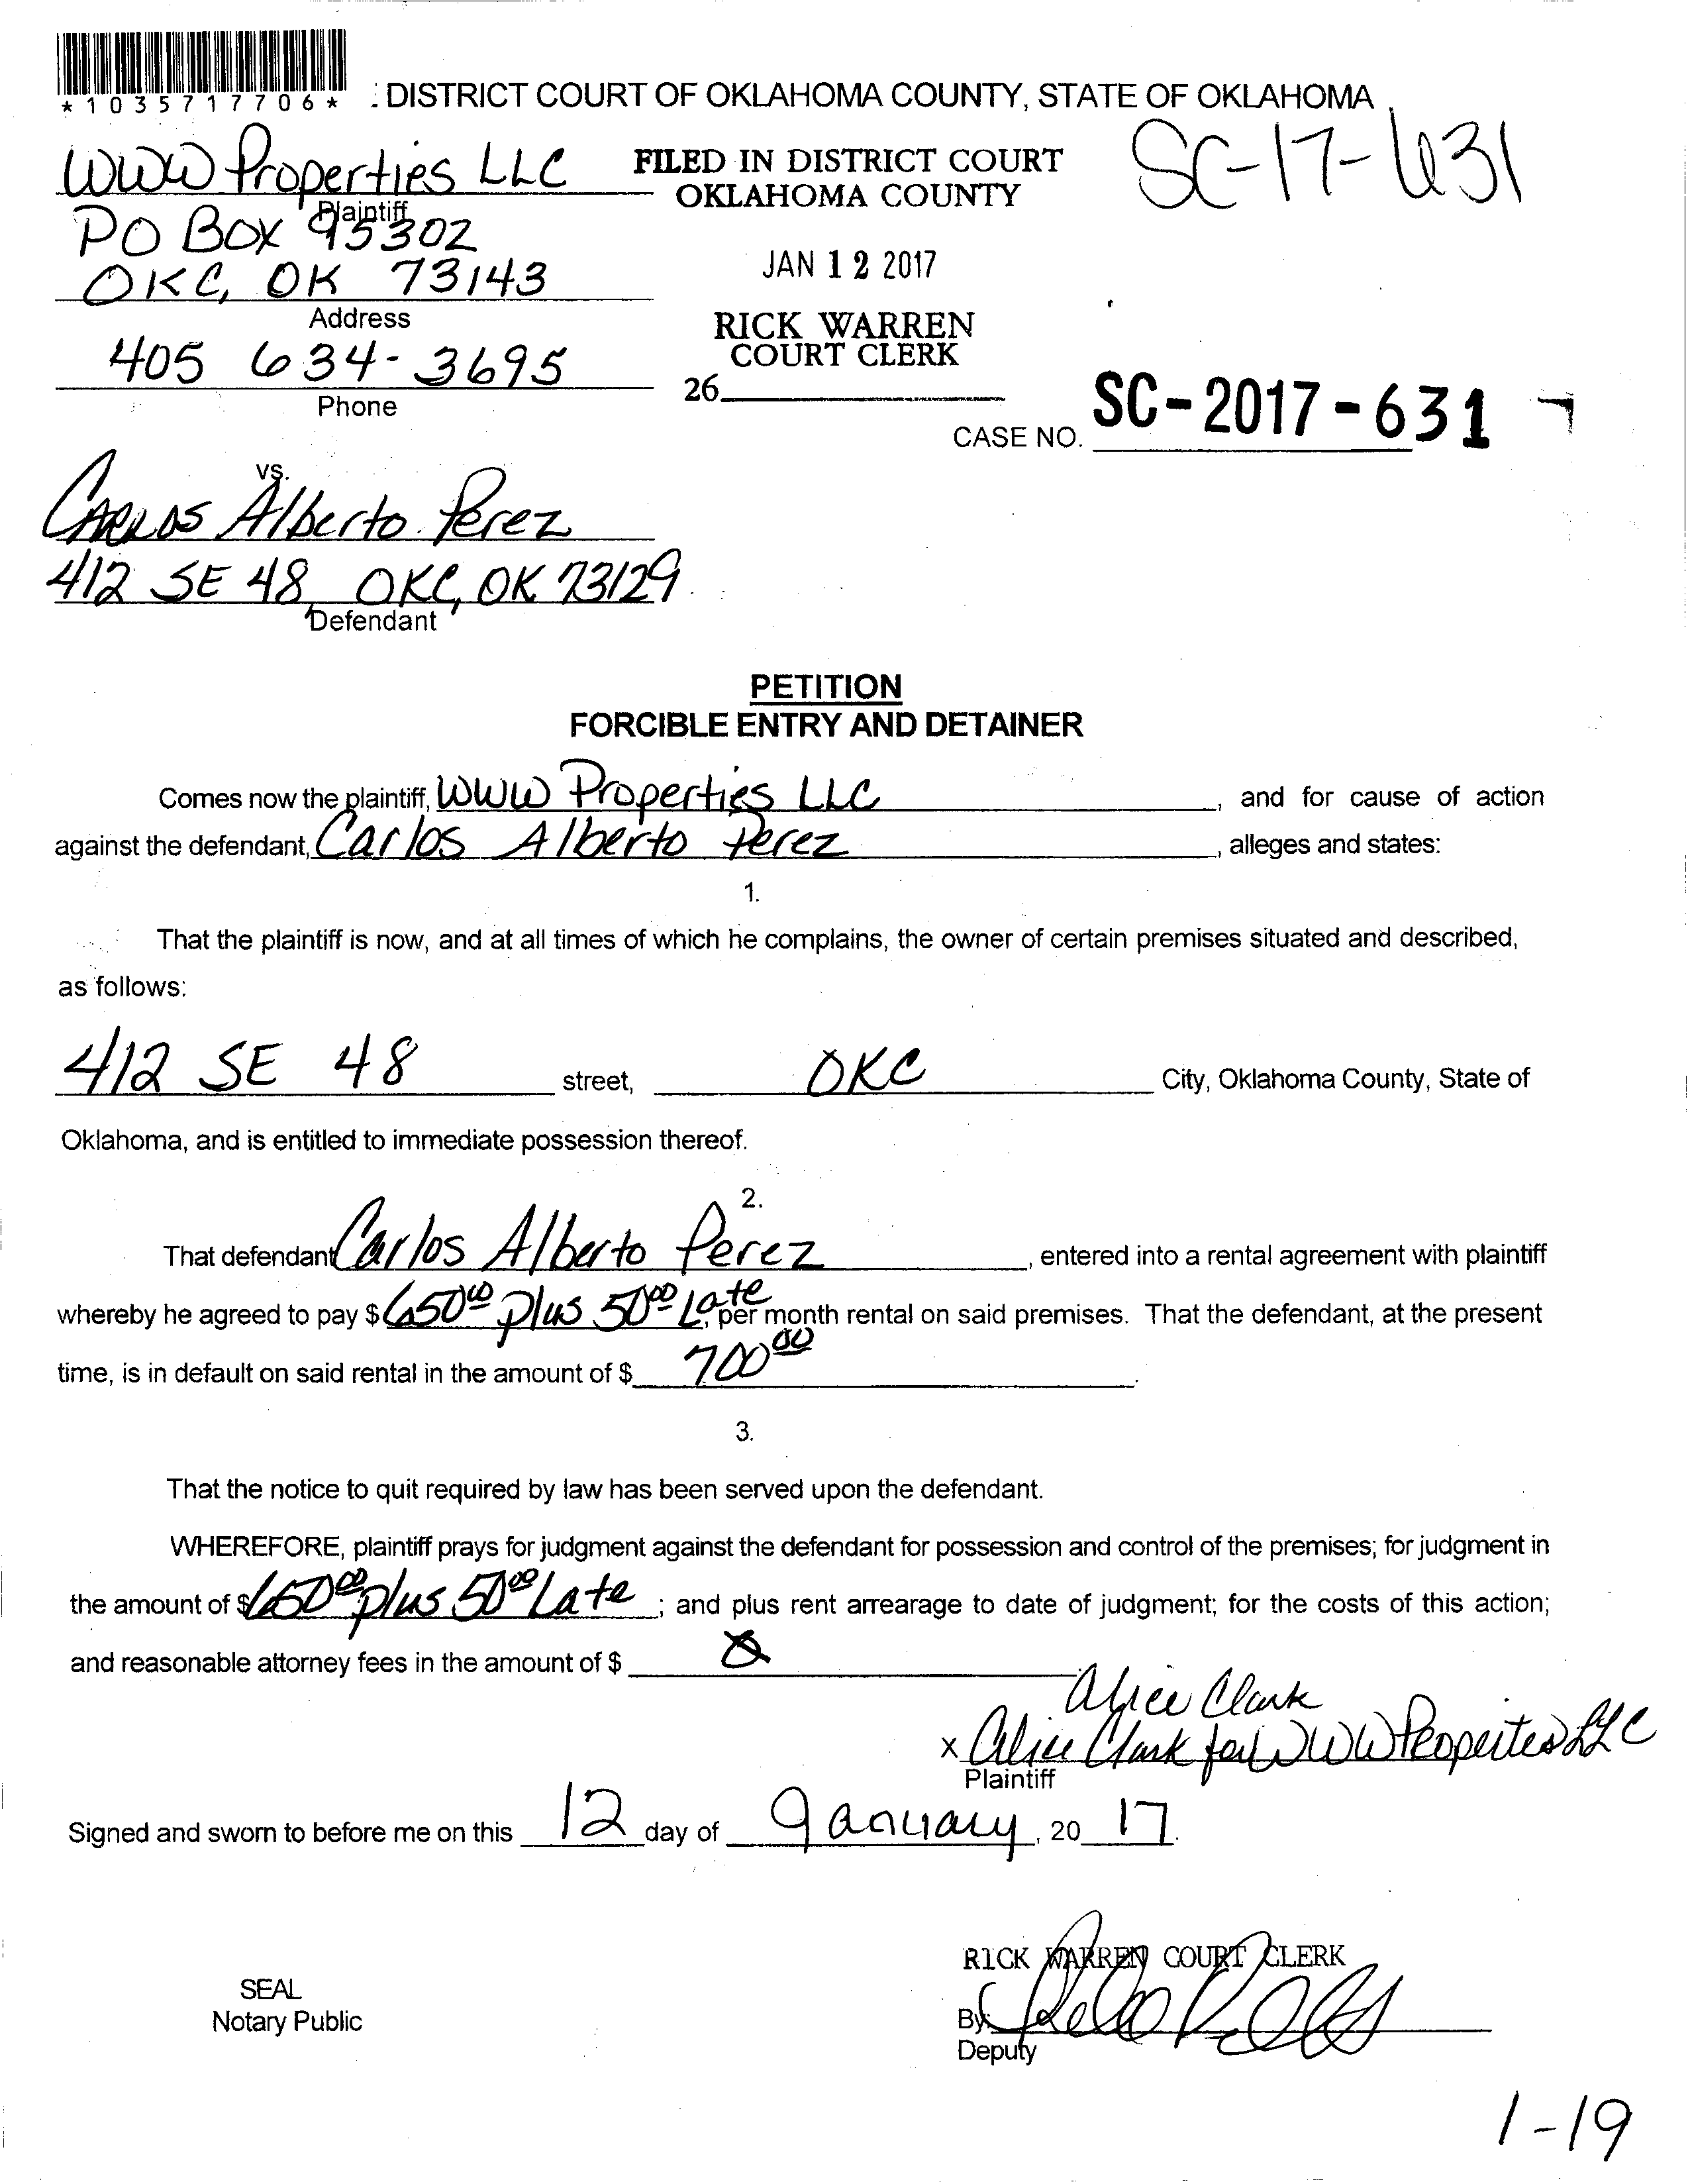 *1035717706*
: DISTRICT COURT OF OKLAHOMA COUNTY, STATE OF OKLAHOMA
WWW Properties LLC
Plaintiff
PO Box 95302
OKC, OK 73143
Address
405 634-3695
Phone
FILED IN DISTRICT COURT
OKLAHOMA COUNTY
JAN 12 2017
RICK WARREN
COURT CLERK
26
SC-17-631
CASE NO. SC-2017-631
vs.
Carlos Alberto Perez
412 SE 48, OKC, OK 73129
Defendant
PETITION
FORCIBLE ENTRY AND DETAINER
Comes now the plaintiff, WWW Properties LLC, and for cause of action
against the defendant, Carlos Alberto Perez, alleges and states:
1.
That the plaintiff is now, and at all times of which he complains, the owner of certain premises situated and described,
as follows:
412 SE 48 street, OKC City, Oklahoma County, State of
Oklahoma, and is entitled to immediate possession thereof.
2.
That defendant Carlos Alberto Perez, entered into a rental agreement with plaintiff
whereby he agreed to pay $ 650 00 plus 50 00 Late, per month rental on said premises. That the defendant, at the present
time, is in default on said rental in the amount of $ 700 00.
3.
That the notice to quit required by law has been served upon the defendant.
WHEREFORE, plaintiff prays for judgment against the defendant for possession and control of the premises; for judgment in
the amount of $ 650 00 plus 50 00 Late; and plus rent arrearage to date of judgment; for the costs of this action;
and reasonable attorney fees in the amount of $
Alice Clark
x Alice Clark for WWW Properites LLC
Plaintiff
Signed and sworn to before me on this 12 day of January, 20 17.
SEAL
Notary Public
RICK WARREN COURT CLERK
By:
Deputy
1-19